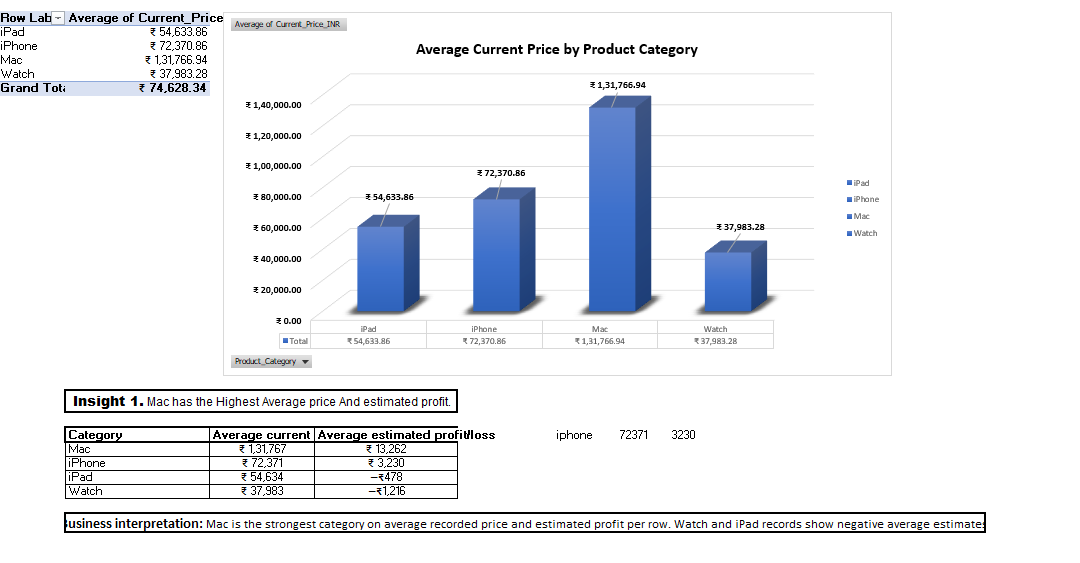 Row Lab Average of Current_Price
iPad ₹ 54,633.86
iPhone ₹ 72,370.86
Mac ₹ 1,31,766.94
Watch ₹ 37,983.28
Grand Tot ₹ 74,628.34
Average of Current_Price_INR
Average Current Price by Product Category
₹ 1,40,000.00
₹ 1,20,000.00
₹ 1,00,000.00
₹ 80,000.00
₹ 60,000.00
₹ 40,000.00
₹ 20,000.00
₹ 0.00
₹ 54,633.86
₹ 72,370.86
₹ 1,31,766.94
₹ 37,983.28
iPad iPhone Mac Watch
Total ₹ 54,633.86 ₹ 72,370.86 ₹ 1,31,766.94 ₹ 37,983.28
iPad
iPhone
Mac
Watch
Product_Category
Insight 1. Mac has the Highest Average price And estimated profit.
Category Average current Average estimated profit/loss iphone 72371 3230
Mac ₹ 1,31,767 ₹ 13,262
iPhone ₹ 72,371 ₹ 3,230
iPad ₹ 54,634 −₹478
Watch ₹ 37,983 −₹1,216
usiness interpretation: Mac is the strongest category on average recorded price and estimated profit per row. Watch and iPad records show negative average estimate